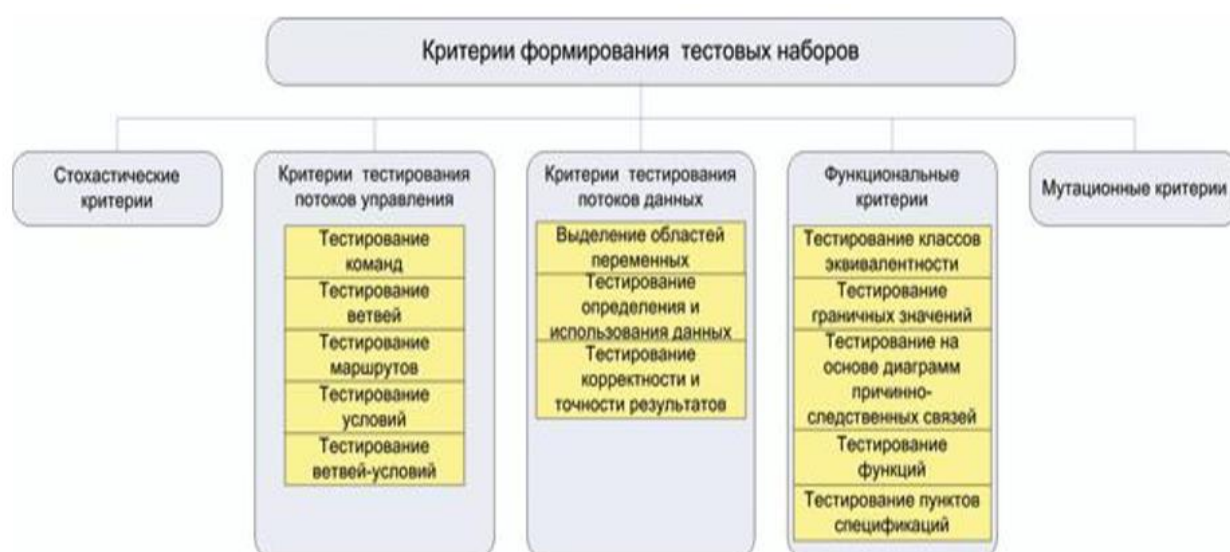 Критерии формирования тестовых наборов
Стохастические
критерии
Критерии тестирования
потоков управления
Тестирование
команд
Тестирование
ветвей
Тестирование
маршрутов
Тестирование
условий
Тестирование
ветвей-условий
Критерии тестирования
потоков данных
Выделение областей
переменных
Тестирование
определения и
использования данных
Тестирование
корректности и
точности результатов
Функциональные
критерии
Тестирование классов
эквивалентности
Тестирование
граничных значений
Тестирование на
основе диаграмм
причинно-
следственных связей
Тестирование
функций
Тестирование пунктов
спецификаций
Мутационные критерии